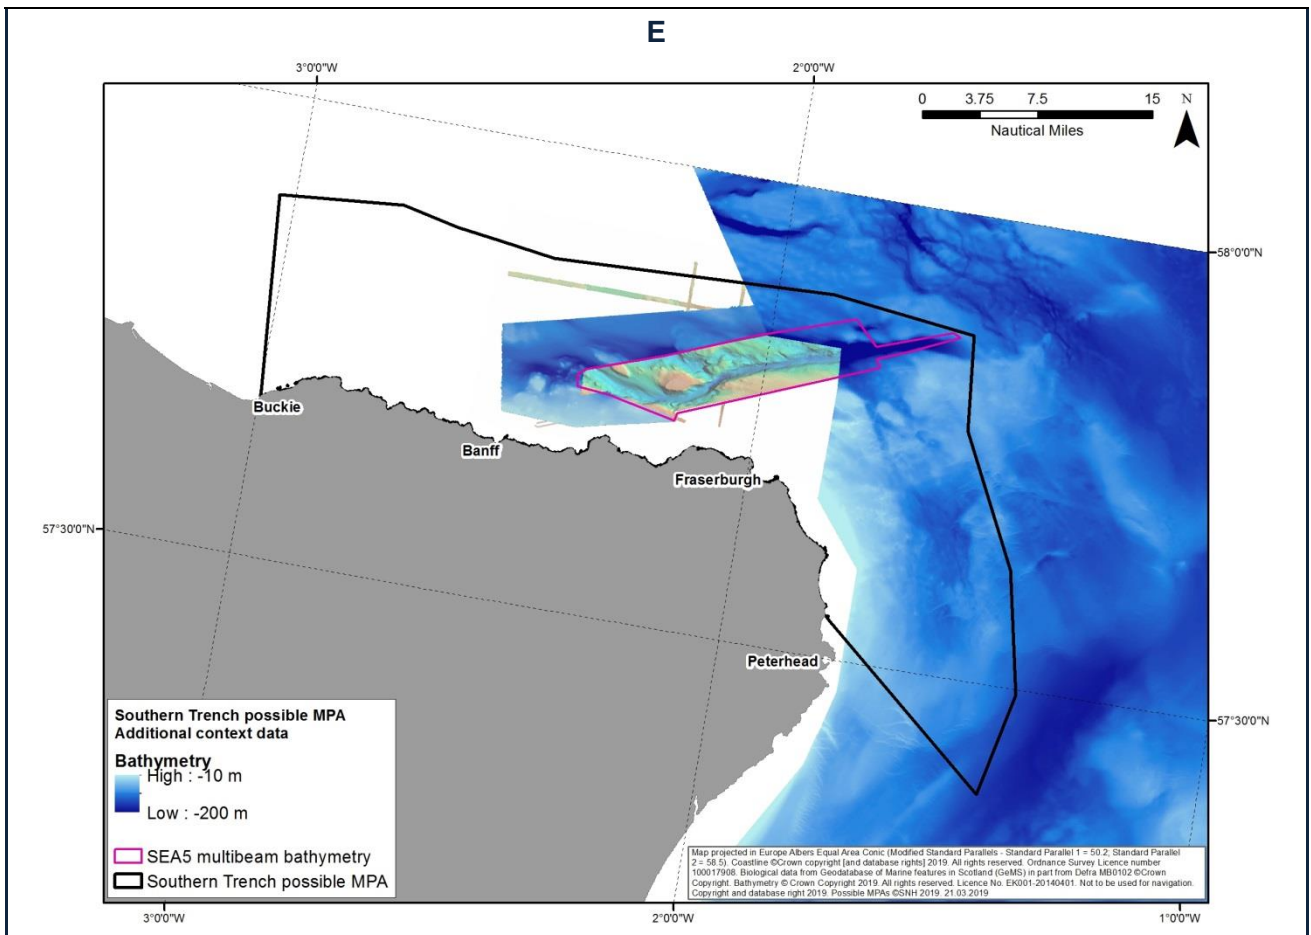 E
3°0'0"W
2°0'0"W
0 3.75 7.5 15 N
Nautical Miles
58°0'0"N
Buckie
Banff
Fraserburgh
57°30'0"N
Peterhead
57°30'0"N
Southern Trench possible MPA
Additional context data
Bathymetry
High : -10 m
Low : -200 m
SEA5 multibeam bathymetry
Southern Trench possible MPA
Map projected in Europe Albers Equal Area Conic (Modified Standard Parallels - Standard Parallel 1 = 50.2, Standard Parallel
2 = 58.5). Coastline ©Crown copyright [and database rights] 2019. All rights reserved. Ordnance Survey Licence number
100017908. Biological data from Geodatabase of Marine features in Scotland (GeMS) in part from Defra MB0102 ©Crown
Copyright. Bathymetry © Crown Copyright 2019. All rights reserved. Licence No. EK001-20140401. Not to be used for navigation.
Copyright and database right 2019. Possible MPAs ©SNH 2019. 21.03.2019
3°0'0"W
2°0'0"W
1°0'0"W